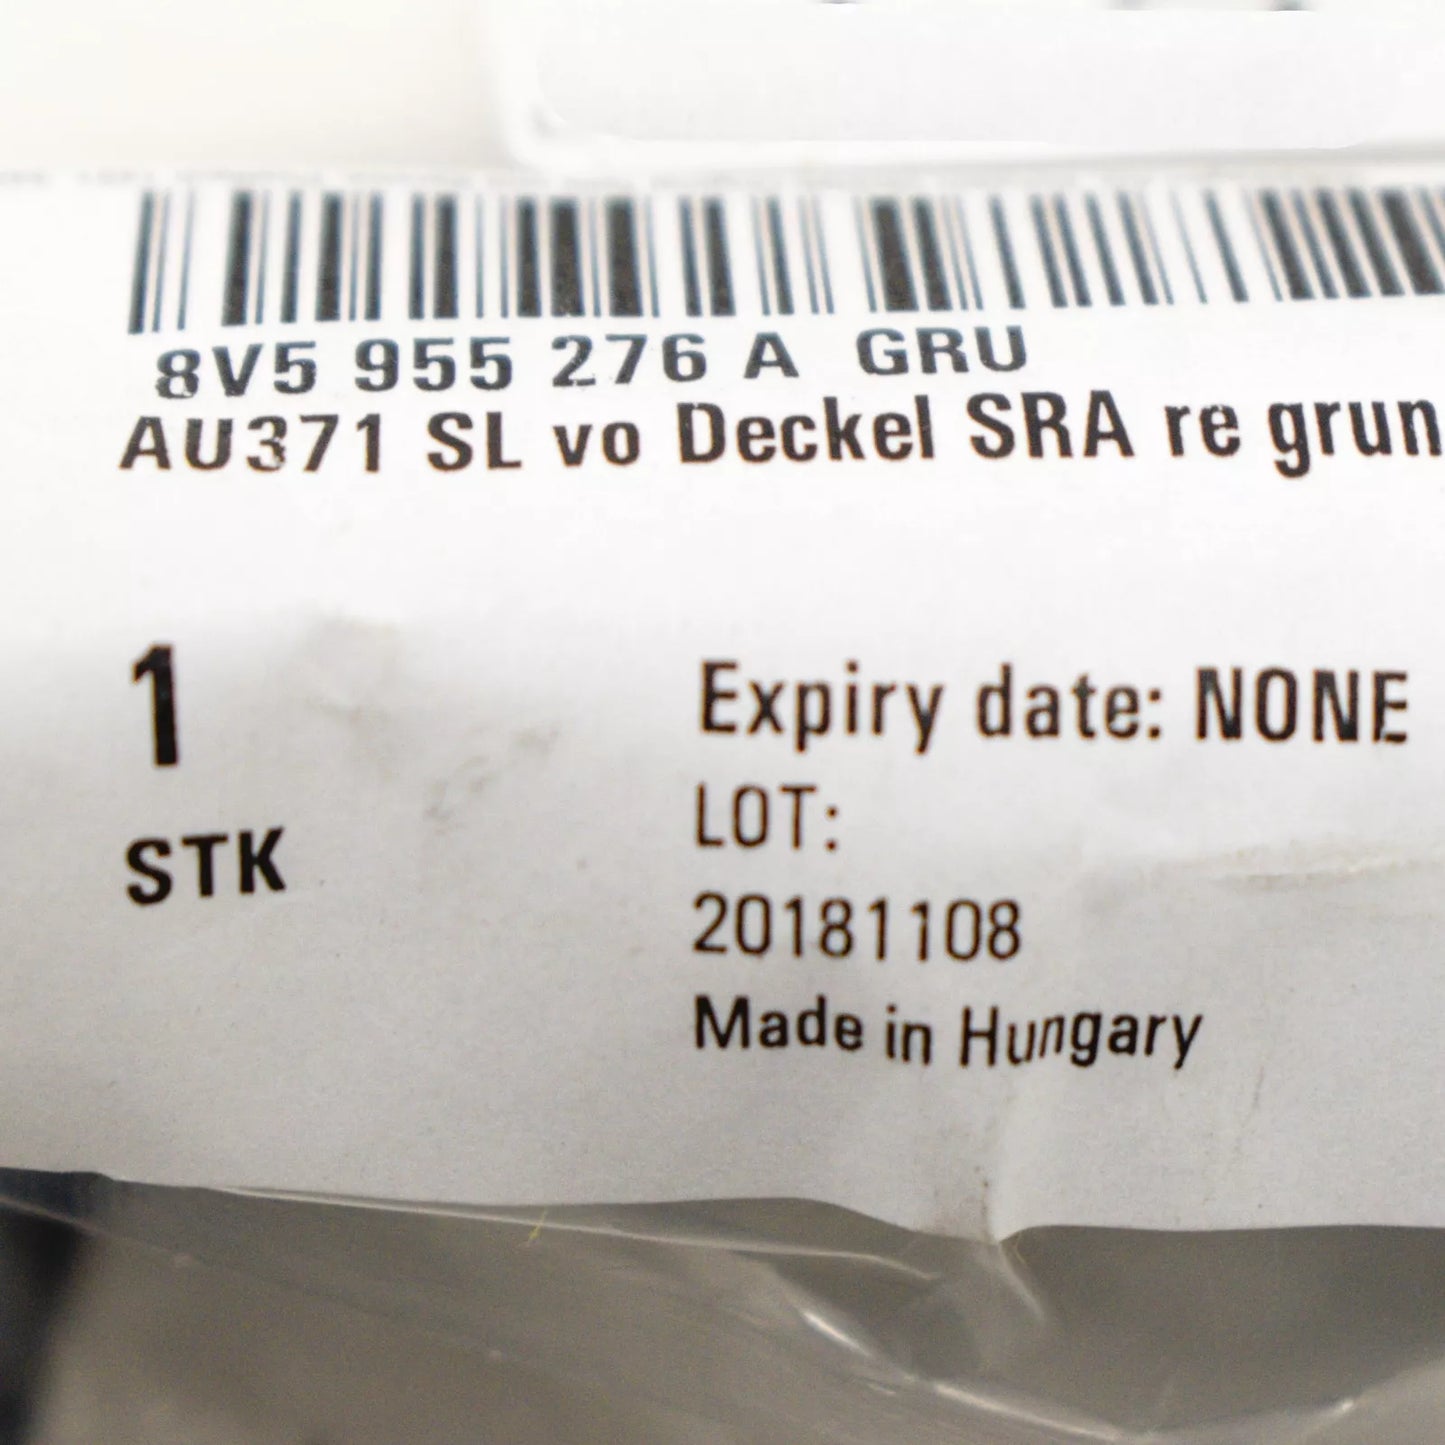 8V5 955 276 A GRU
AU371 SL vo Deckel SRA re grun
1
STK
Expiry date: NONE
LOT:
20181108
Made in Hungary